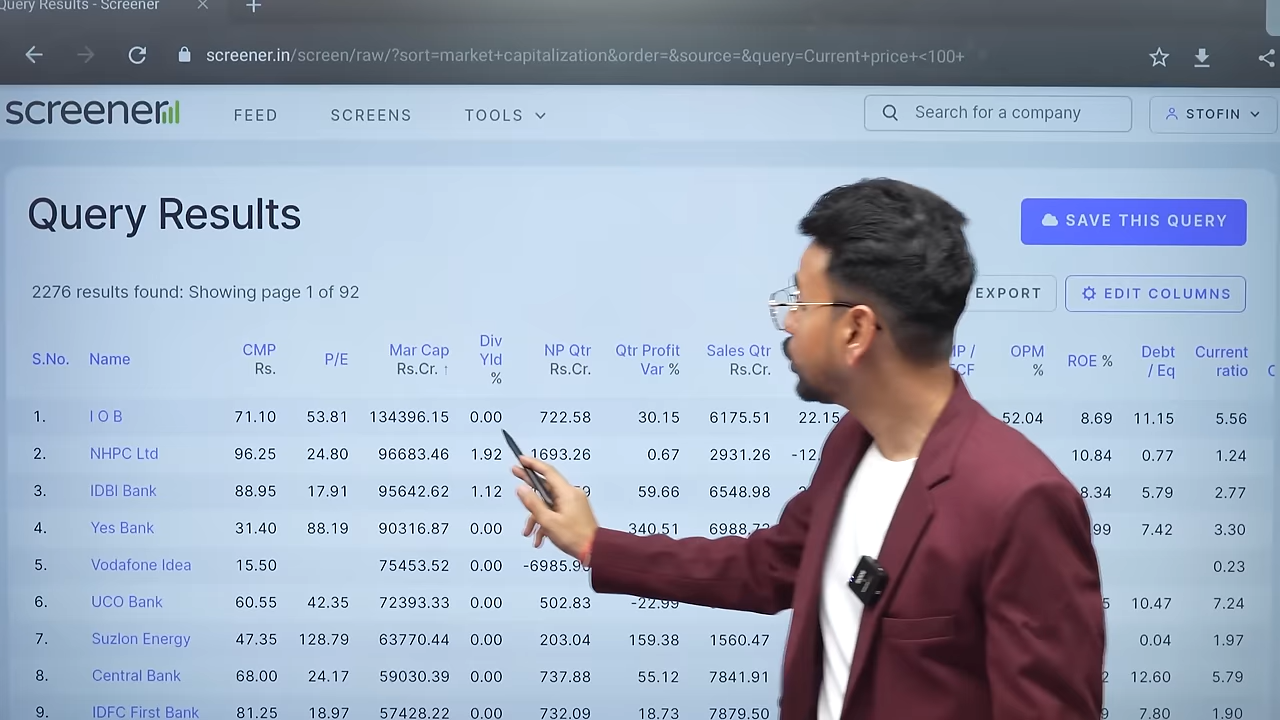 Query Results - Screener
screener.in/screen/raw/?sort=market+capitalization&order=&source=&query=Current+price+<100+
screener FEED SCREENS TOOLS Search for a company STOFIN
Query Results SAVE THIS QUERY
2276 results found: Showing page 1 of 92 EXPORT EDIT COLUMNS
S.No. Name CMP Rs. P/E Mar Cap Rs.Cr. ↑ Div Yld % NP Qtr Rs.Cr. Qtr Profit Var % Sales Qtr Rs.Cr. OPM % ROE % Debt / Eq Current ratio
1. I O B 71.10 53.81 134396.15 0.00 722.58 30.15 6175.51 22.15 52.04 8.69 11.15 5.56
2. NHPC Ltd 96.25 24.80 96683.46 1.92 1693.26 0.67 2931.26 10.84 0.77 1.24
3. IDBI Bank 88.95 17.91 95642.62 1.12 59.66 6548.98 8.34 5.79 2.77
4. Yes Bank 31.40 88.19 90316.87 0.00 340.51 7.42 3.30
5. Vodafone Idea 15.50 75453.52 0.00 0.23
6. UCO Bank 60.55 42.35 72393.33 0.00 502.83 -22.99 10.47 7.24
7. Suzlon Energy 47.35 128.79 63770.44 0.00 203.04 159.38 1560.47 0.04 1.97
8. Central Bank 68.00 24.17 59030.39 0.00 737.88 55.12 7841.91 12.60 5.79
9. IDFC First Bank 81.25 18.97 57428.22 0.00 732.09 18.73 7879.50 7.80 1.90